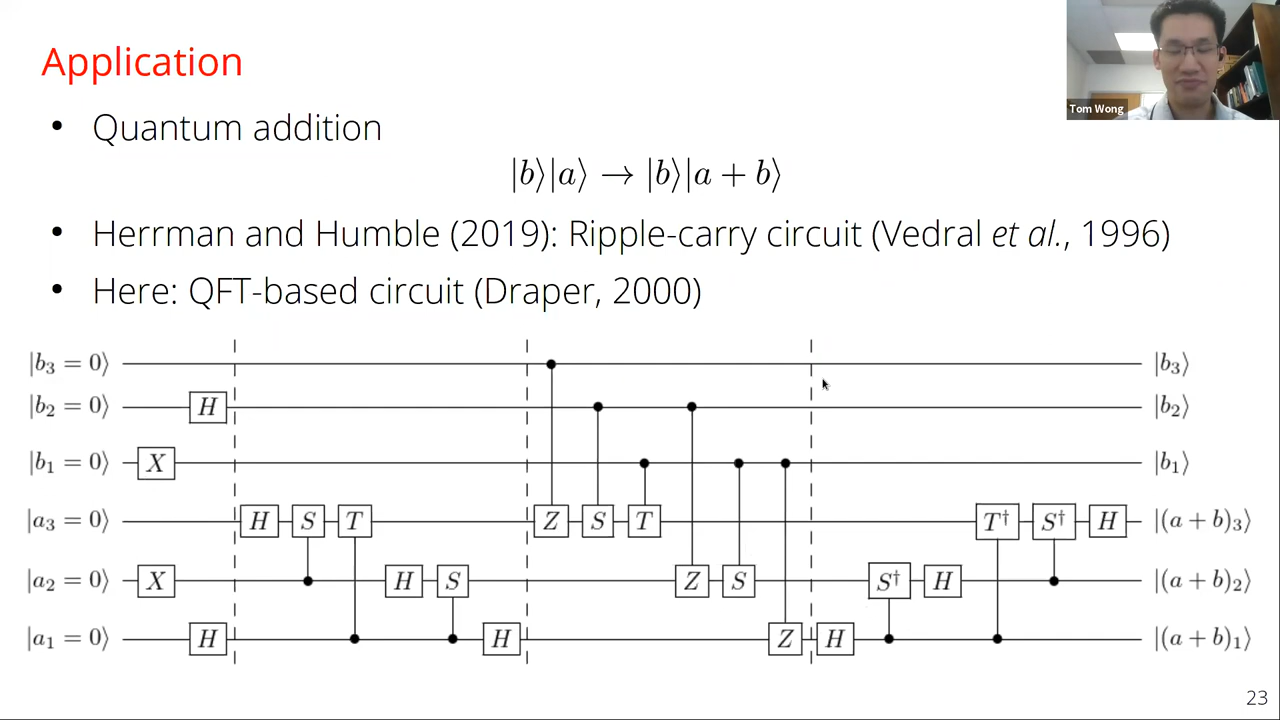 Application
Tom Wong
• Quantum addition
|b⟩|a⟩ → |b⟩|a + b⟩
• Herrman and Humble (2019): Ripple-carry circuit (Vedral et al., 1996)
• Here: QFT-based circuit (Draper, 2000)
|b₃ = 0⟩ |b₃⟩
|b₂ = 0⟩ H |b₂⟩
|b₁ = 0⟩ X |b₁⟩
|a₃ = 0⟩ H S T Z S T T† S† H |(a + b)₃⟩
|a₂ = 0⟩ X H S Z S S† H |(a + b)₂⟩
|a₁ = 0⟩ H H Z H |(a + b)₁⟩
23